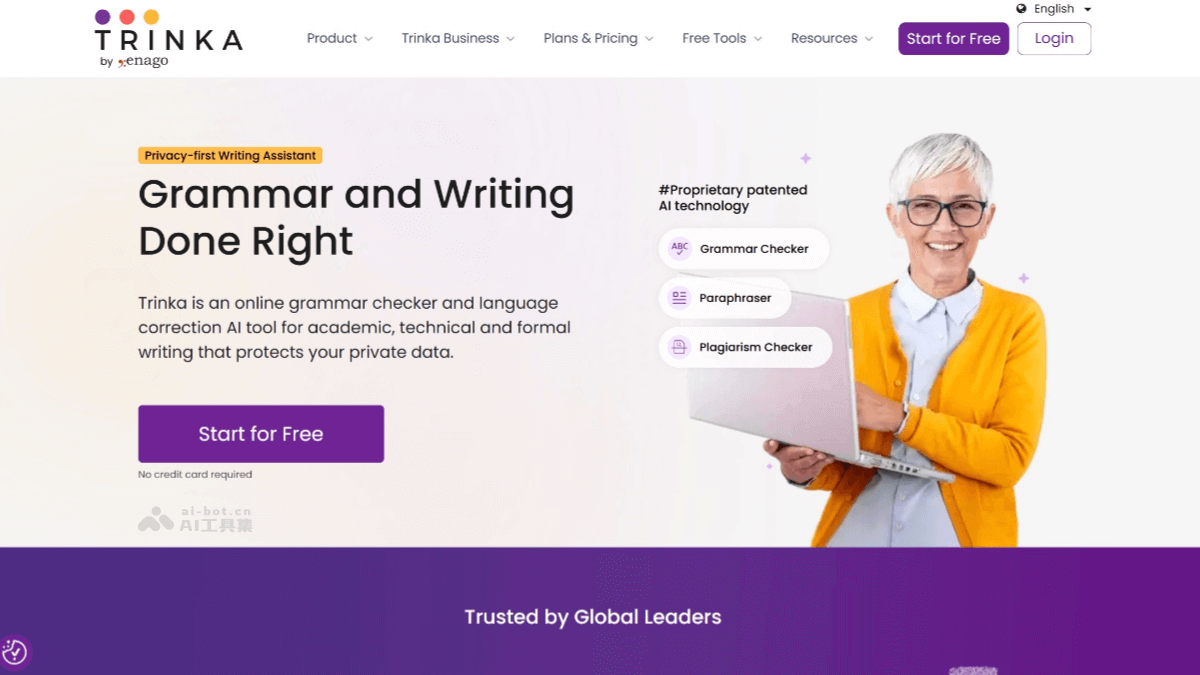 English
TRINKA
by enago
Product
Trinka Business
Plans & Pricing
Free Tools
Resources
Start for Free
Login
Privacy-first Writing Assistant
Grammar and Writing
Done Right
Trinka is an online grammar checker and language
correction AI tool for academic, technical and formal
writing that protects your private data.
Start for Free
No credit card required
#Proprietary patented
AI technology
ABC
Grammar Checker
Paraphraser
Plagiarism Checker
ai-bot.cn
AI工具集
Trusted by Global Leaders